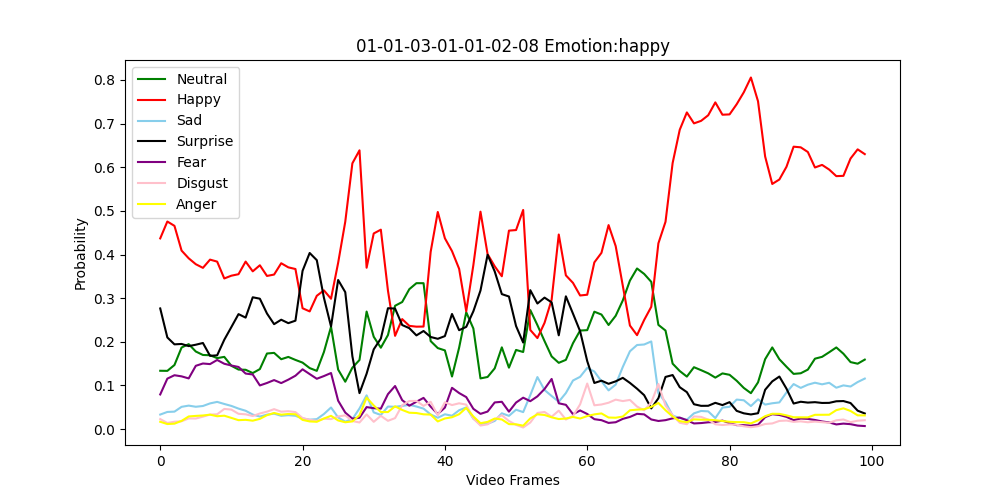 01-01-03-01-01-02-08 Emotion:happy
Neutral
Happy
Sad
Surprise
Fear
Disgust
Anger
0.8
0.7
0.6
0.5
0.4
0.3
0.2
0.1
0.0
Probability
0 20 40 60 80 100
Video Frames